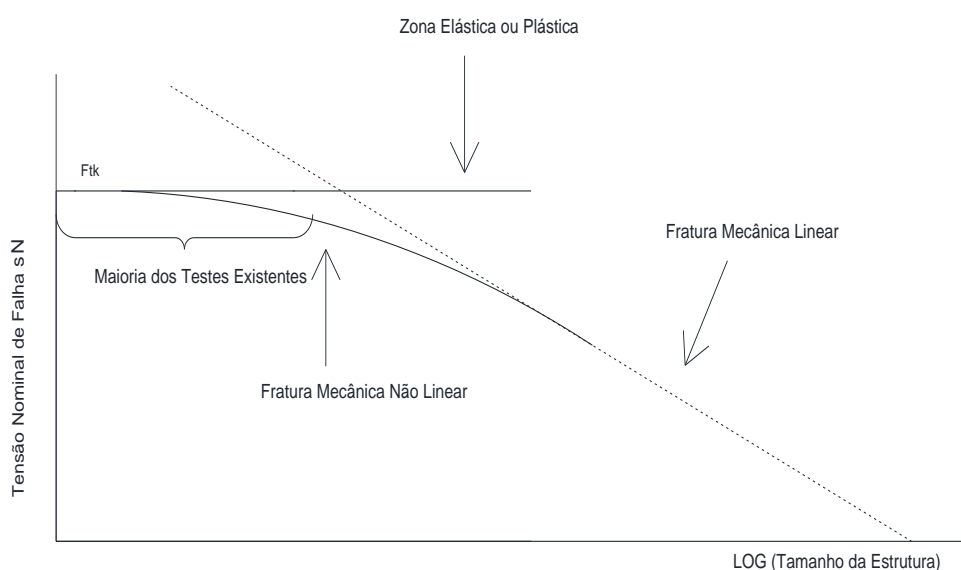 Zona Elástica ou Plástica
Ftk
Fratura Mecânica Linear
Maioria dos Testes Existentes
Fratura Mecânica Não Linear
Tensão Nominal de Falha sN
LOG (Tamanho da Estrutura)